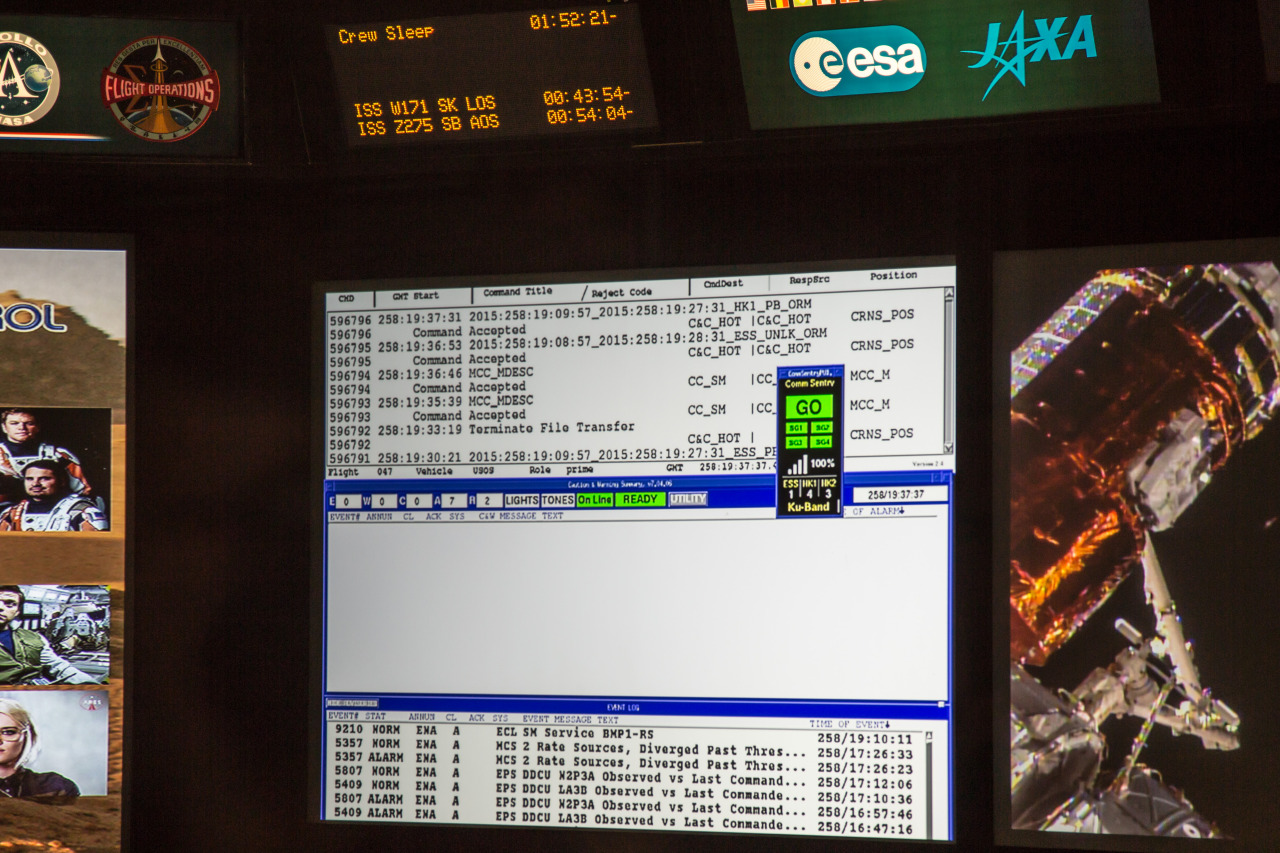 APOLLO
NASA
FLIGHT OPERATIONS
Crew Sleep 01:52:21-
ISS W171 SK LOS 00:43:54-
ISS Z275 SB AOS 00:54:04-
esa
JAXA
ROL
CMD GMT Start Command Title / Reject Code CmdDest RespSrc Position
596796 258:19:37:31 2015:258:19:09:57_2015:258:19:27:31_HK1_PB_ORM
596796 Command Accepted C&C_HOT |C&C_HOT CRNS_POS
596795 258:19:36:53 2015:258:19:08:57_2015:258:19:28:31_ESS_UNLK_ORM
596795 Command Accepted C&C_HOT |C&C_HOT CRNS_POS
596794 258:19:36:46 MCC_MDESC
596794 Command Accepted CC_SM |CC_ MCC_M
596793 258:19:35:39 MCC_MDESC
596793 Command Accepted CC_SM |CC_ MCC_M
596792 258:19:33:19 Terminate File Transfer
596792 C&C_HOT | CRNS_POS
596791 258:19:30:21 2015:258:19:09:57_2015:258:19:27:31_ESS_PB
Flight 047 Vehicle USOS Role prime GMT 258:19:37:37.
Comm Sentry
GO
SG1 SG2
SG3 SG4
100%
ESS HK1 HK2
1 4 3
Ku-Band
Caution & Warning Summary, v7.04.06
E 0 W 0 C 0 A 7 R 2 LIGHTS TONES On Line READY UTILITY 258/19:37:37
EVENT# ANNUN CL ACK SYS C&W MESSAGE TEXT OF ALARM
EVENT LOG
EVENT# STAT ANNUN CL ACK SYS EVENT MESSAGE TEXT TIME OF EVENT
9210 NORM ENA A ECL SM Service BMP1-RS 258/19:10:11
5357 NORM ENA A MCS 2 Rate Sources, Diverged Past Thres... 258/17:26:33
5357 ALARM ENA A MCS 2 Rate Sources, Diverged Past Thres... 258/17:26:23
5807 NORM ENA A EPS DDCU N2P3A Observed vs Last Commande... 258/17:12:06
5409 NORM ENA A EPS DDCU LA3B Observed vs Last Commande... 258/17:10:36
5807 ALARM ENA A EPS DDCU N2P3A Observed vs Last Commande... 258/16:57:46
5409 ALARM ENA A EPS DDCU LA3B Observed vs Last Commande... 258/16:47:16